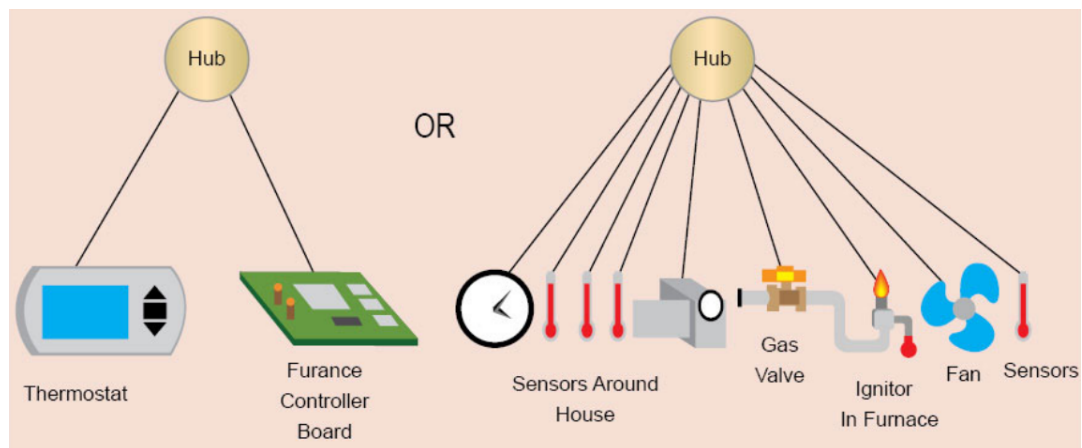 Hub
Thermostat
Furance
Controller
Board
OR
Hub
Sensors Around
House
Gas
Valve
Ignitor
In Furnace
Fan
Sensors